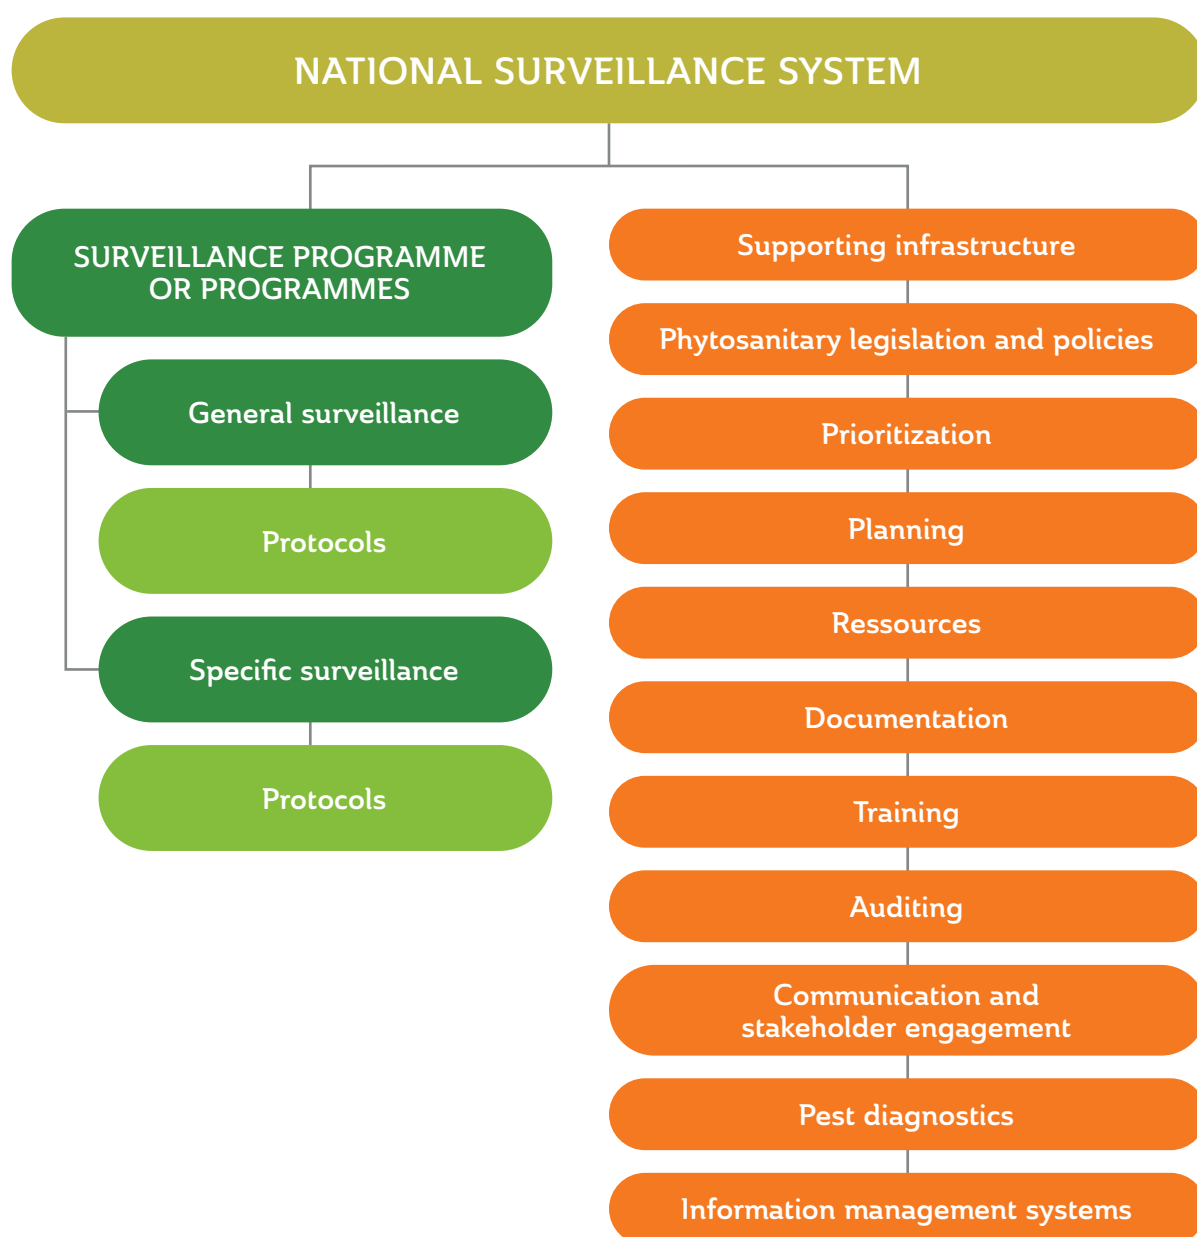 NATIONAL SURVEILLANCE SYSTEM
SURVEILLANCE PROGRAMME
OR PROGRAMMES
General surveillance
Protocols
Specific surveillance
Protocols
Supporting infrastructure
Phytosanitary legislation and policies
Prioritization
Planning
Ressources
Documentation
Training
Auditing
Communication and
stakeholder engagement
Pest diagnostics
Information management systems